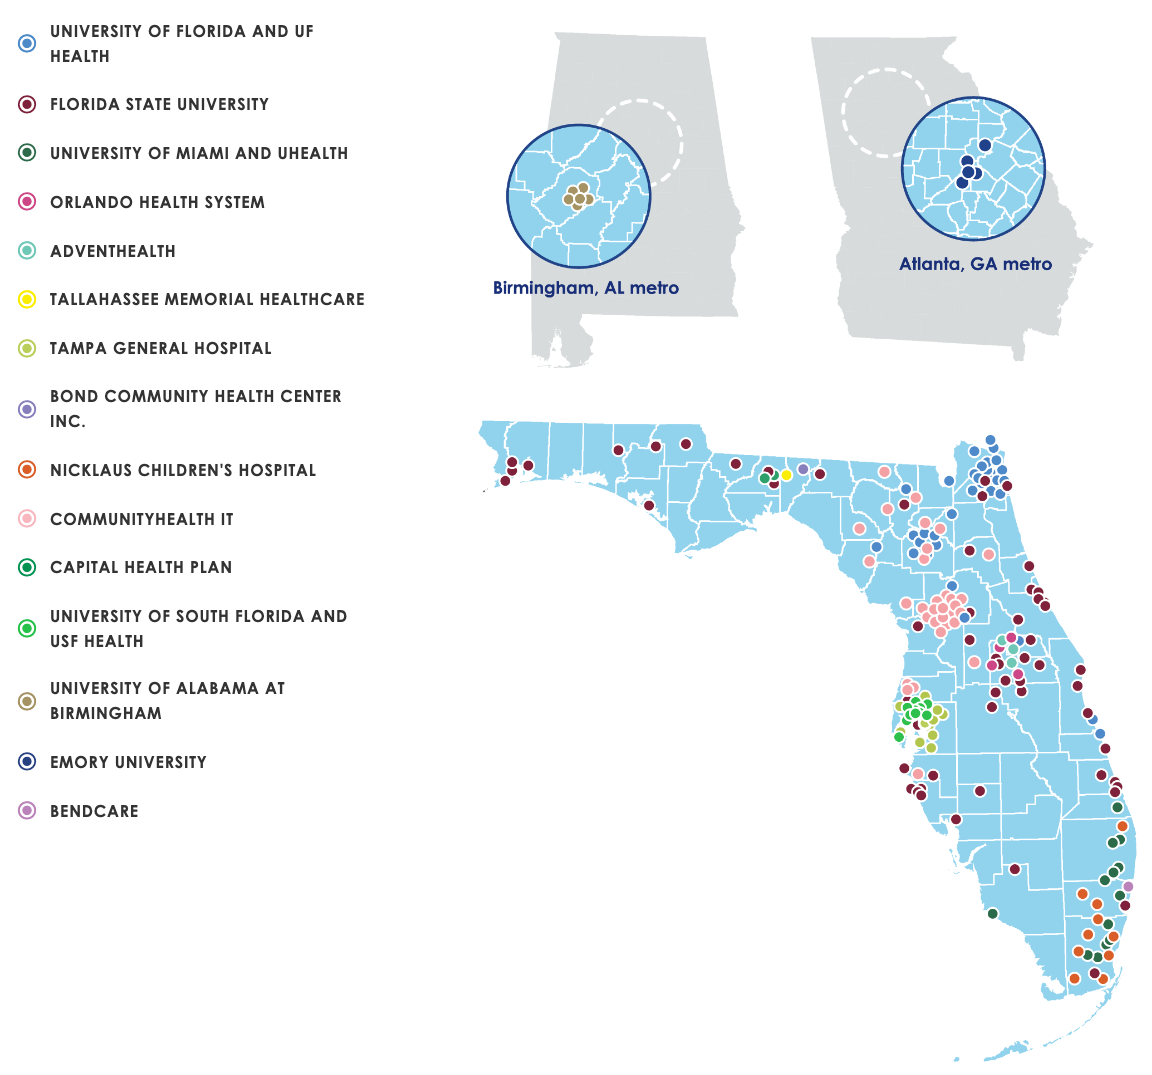 UNIVERSITY OF FLORIDA AND UF
HEALTH
FLORIDA STATE UNIVERSITY
UNIVERSITY OF MIAMI AND UHEALTH
ORLANDO HEALTH SYSTEM
ADVENTHEALTH
TALLAHASSEE MEMORIAL HEALTHCARE
TAMPA GENERAL HOSPITAL
BOND COMMUNITY HEALTH CENTER
INC.
NICKLAUS CHILDREN'S HOSPITAL
COMMUNITYHEALTH IT
CAPITAL HEALTH PLAN
UNIVERSITY OF SOUTH FLORIDA AND
USF HEALTH
UNIVERSITY OF ALABAMA AT
BIRMINGHAM
EMORY UNIVERSITY
BENDCARE
Birmingham, AL metro
Atlanta, GA metro